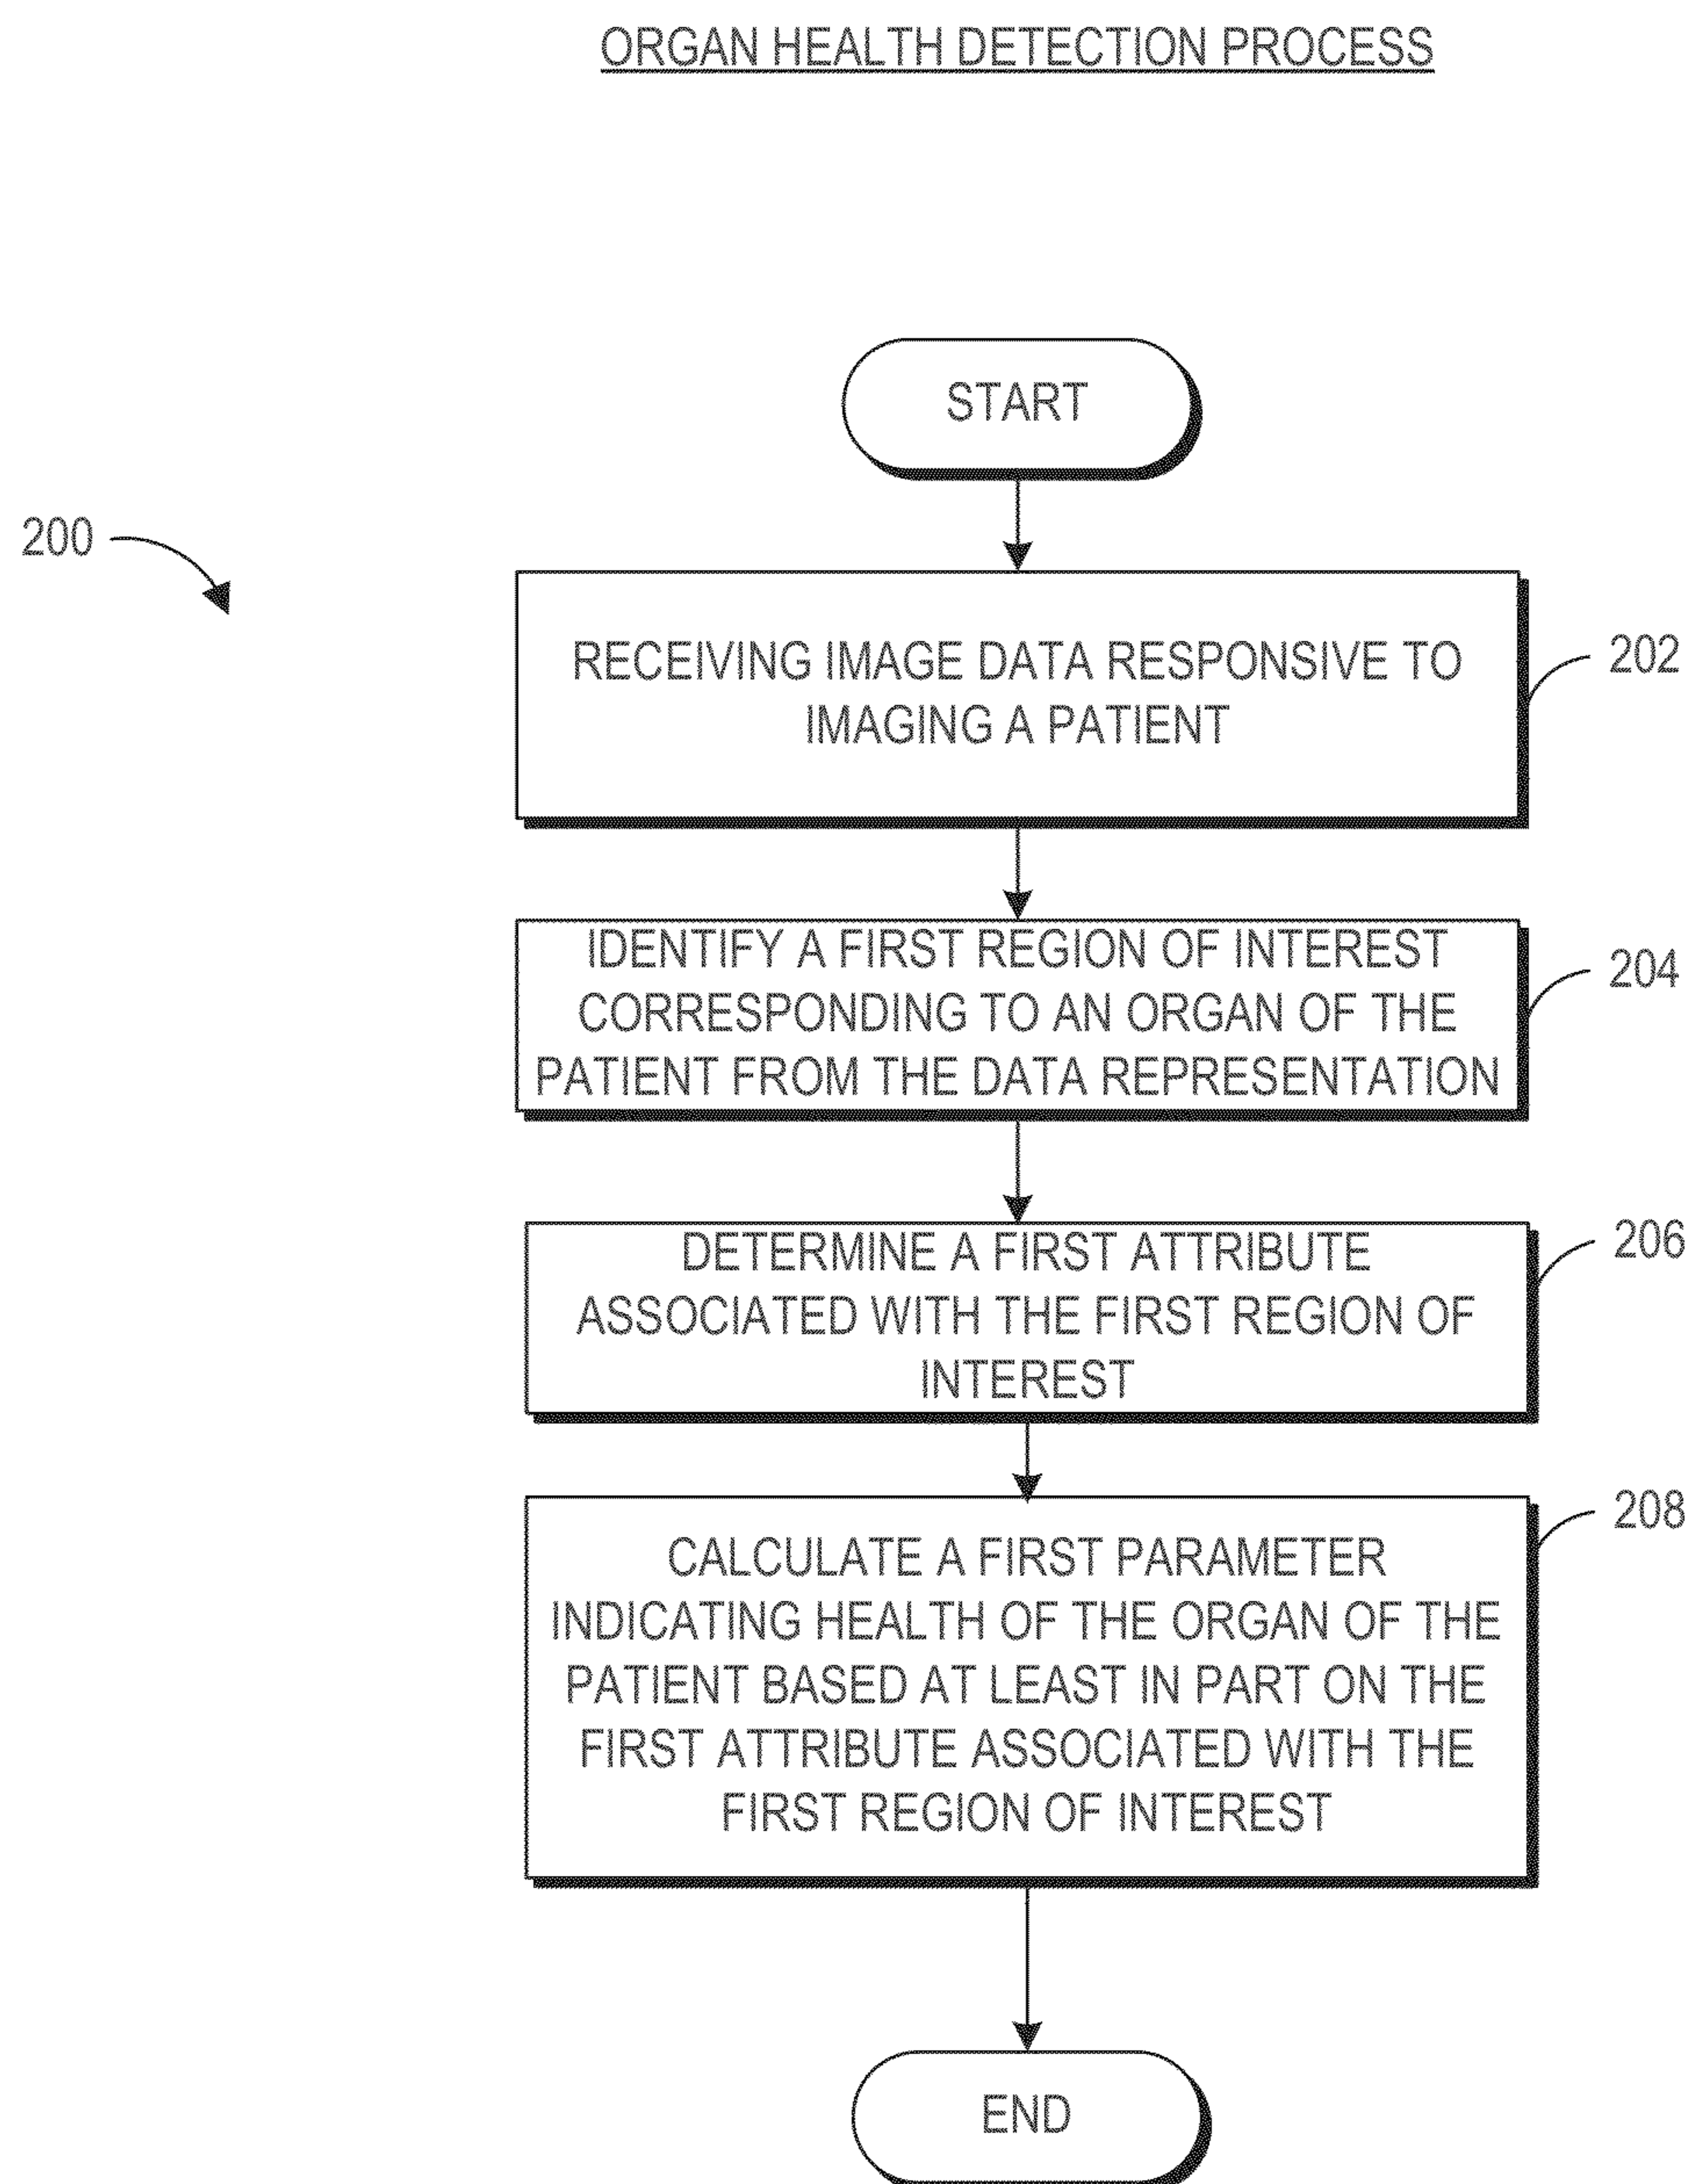 ORGAN HEALTH DETECTION PROCESS
START
200
RECEIVING IMAGE DATA RESPONSIVE TO
IMAGING A PATIENT
202
IDENTIFY A FIRST REGION OF INTEREST
CORRESPONDING TO AN ORGAN OF THE
PATIENT FROM THE DATA REPRESENTATION
204
DETERMINE A FIRST ATTRIBUTE
ASSOCIATED WITH THE FIRST REGION OF
INTEREST
206
CALCULATE A FIRST PARAMETER
INDICATING HEALTH OF THE ORGAN OF THE
PATIENT BASED AT LEAST IN PART ON THE
FIRST ATTRIBUTE ASSOCIATED WITH THE
FIRST REGION OF INTEREST
208
END